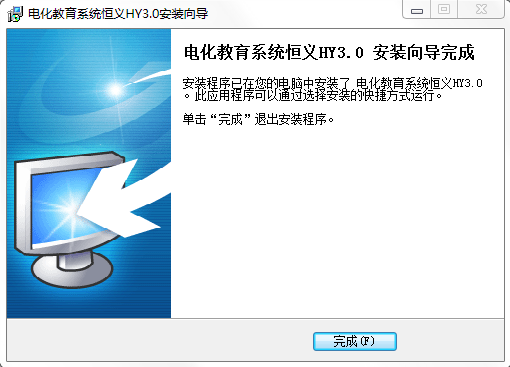 电化教育系统恒义HY3.0安装向导
电化教育系统恒义HY3.0 安装向导完成
安装程序已在您的电脑中安装了 电化教育系统恒义HY3.0
。此应用程序可以通过选择安装的快捷方式运行。
单击“完成”退出安装程序。
完成(F)